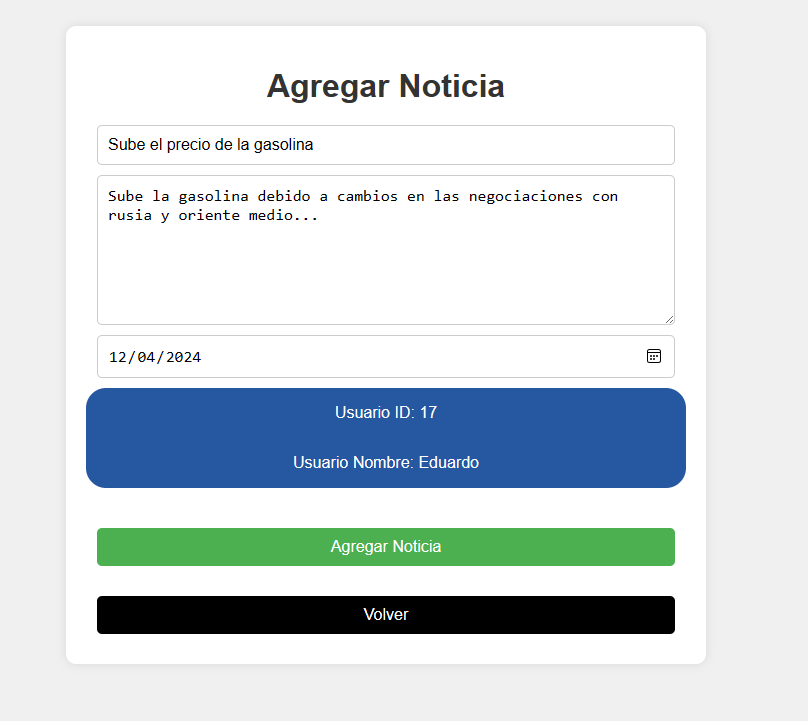 Agregar Noticia
Sube el precio de la gasolina
Sube la gasolina debido a cambios en las negociaciones con
rusia y oriente medio...
12/04/2024
Usuario ID: 17
Usuario Nombre: Eduardo
Agregar Noticia
Volver